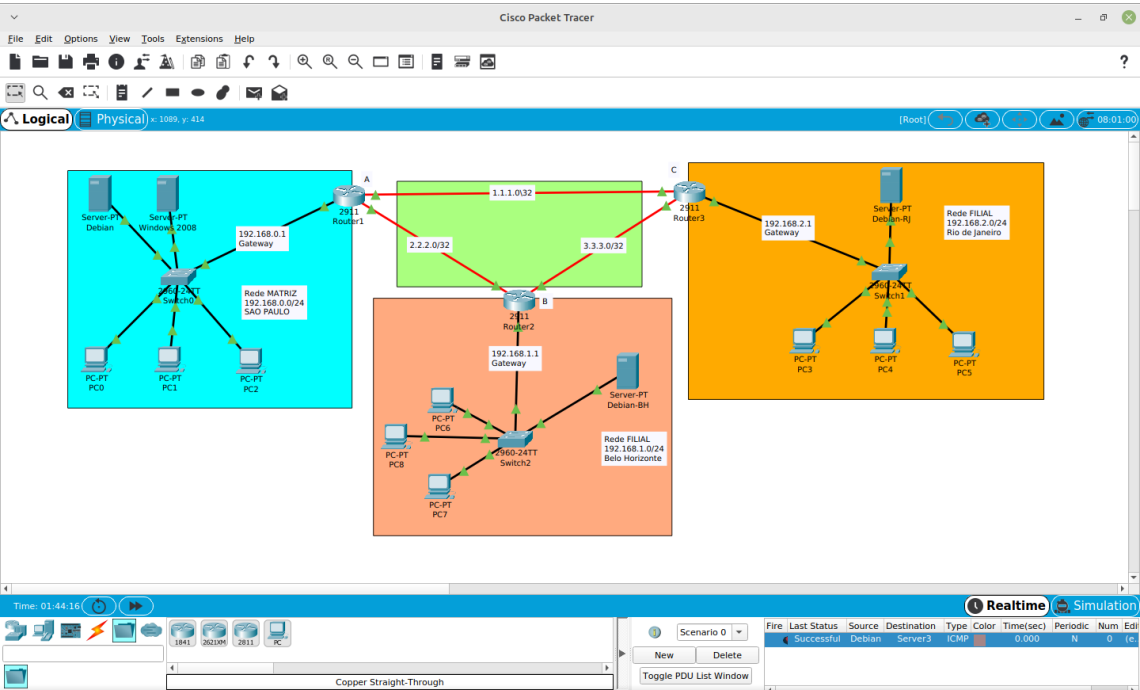 Cisco Packet Tracer
File Edit Options View Tools Extensions Help
?
Logical
Physical
x: 1089, y: 414
[Root]
08:01:00
A
C
B
1.1.1.0\32
2.2.2.0/32
3.3.3.0/32
2911
Router1
2911
Router3
2911
Router2
Server-PT
Debian
Server-PT
Windows 2008
192.168.0.1
Gateway
2960-24TT
Switch0
Rede MATRIZ
192.168.0.0/24
SAO PAULO
PC-PT
PC0
PC-PT
PC1
PC-PT
PC2
192.168.1.1
Gateway
Server-PT
Debian-BH
PC-PT
PC6
PC-PT
PC8
2960-24TT
Switch2
PC-PT
PC7
Rede FILIAL
192.168.1.0/24
Belo Horizonte
192.168.2.1
Gateway
Server-PT
Debian-RJ
Rede FILIAL
192.168.2.0/24
Rio de Janeiro
2960-24TT
Switch1
PC-PT
PC3
PC-PT
PC4
PC-PT
PC5
Time: 01:44:16
Realtime
Simulation
1841
2621XM
2811
PC
Copper Straight-Through
Scenario 0
New
Delete
Toggle PDU List Window
Fire Last Status Source Destination Type Color Time(sec) Periodic Num Edi
Successful Debian Server3 ICMP 0.000 N 0 (e..